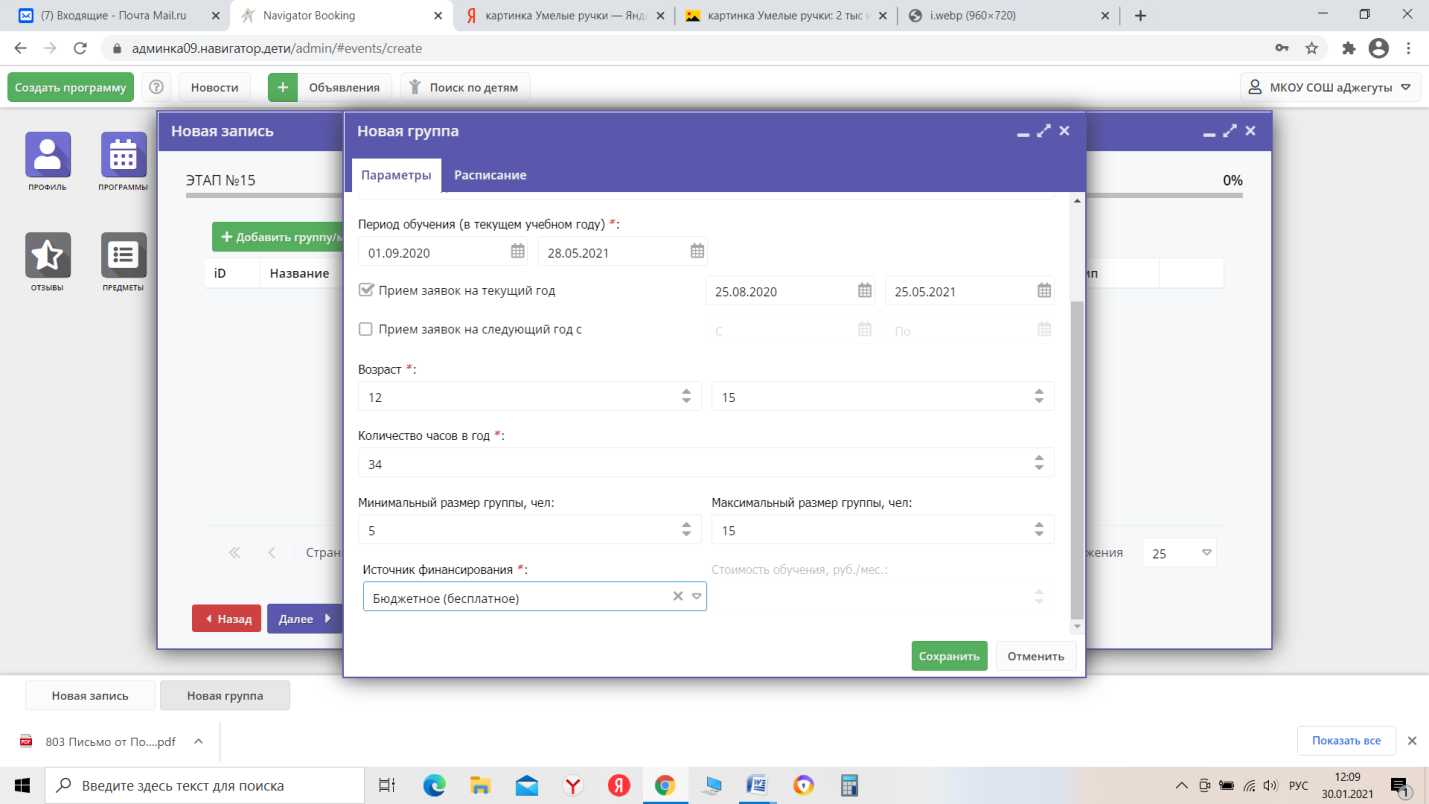 (7) Входящие - Почта Mail.ru
Navigator Booking
картинка Умелые ручки — Янд
картинка Умелые ручки: 2 тыс и
i.webp (960×720)
админка09.навигатор.дети/admin/#events/create
Создать программу
Новости
Объявления
Поиск по детям
МКОУ СОШ аДжегуты
ПРОФИЛЬ
ПРОГРАММЫ
ОТЗЫВЫ
ПРЕДМЕТЫ
Новая запись
ЭТАП №15
0%
+ Добавить группу/м
iD
Название
ип
Стран
жения
25
Назад
Далее
Новая группа
Параметры
Расписание
Период обучения (в текущем учебном году) *:
01.09.2020
28.05.2021
Прием заявок на текущий год
25.08.2020
25.05.2021
Прием заявок на следующий год с
С
По
Возраст *:
12
15
Количество часов в год *:
34
Минимальный размер группы, чел:
Максимальный размер группы, чел:
5
15
Источник финансирования *:
Стоимость обучения, руб./мес.:
Бюджетное (бесплатное)
Сохранить
Отменить
Новая запись
Новая группа
803 Письмо от По....pdf
Показать все
Введите здесь текст для поиска
РУС
12:09
30.01.2021
1